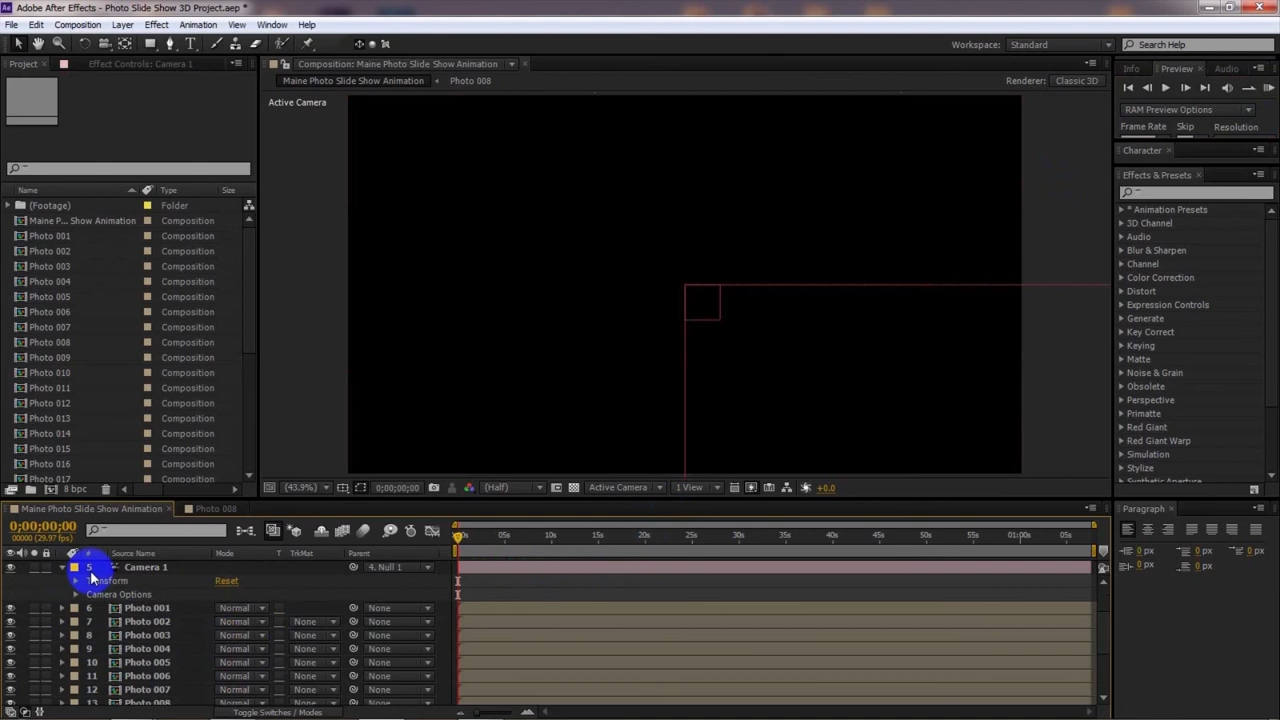 Adobe After Effects - Photo Slide Show 3D Project.aep *
File Edit Composition Layer Effect Animation View Window Help
Workspace: Standard Search Help
Project Effect Controls: Camera 1
Composition: Maine Photo Slide Show Animation
Maine Photo Slide Show Animation Photo 008
Renderer: Classic 3D
Active Camera
Info Preview Audio
RAM Preview Options
Frame Rate Skip Resolution
Character
Effects & Presets
* Animation Presets
3D Channel
Audio
Blur & Sharpen
Channel
Color Correction
Distort
Expression Controls
Generate
Key Correct
Keying
Matte
Noise & Grain
Obsolete
Perspective
Primatte
Red Giant
Red Giant Warp
Simulation
Stylize
Name Type Size
(Footage) Folder
Maine P... Show Animation Composition
Photo 001 Composition
Photo 002 Composition
Photo 003 Composition
Photo 004 Composition
Photo 005 Composition
Photo 006 Composition
Photo 007 Composition
Photo 008 Composition
Photo 009 Composition
Photo 010 Composition
Photo 011 Composition
Photo 012 Composition
Photo 013 Composition
Photo 014 Composition
Photo 015 Composition
Photo 016 Composition
Photo 017 Composition
8 bpc
(43.9%) 0;00;00;00 (Half) Active Camera 1 View +0.0
Maine Photo Slide Show Animation Photo 008
0;00;00;00
00000 (29.97 fps)
05s 10s 15s 20s 25s 30s 35s 40s 45s 50s 55s 01:00s 05s
# Source Name Mode T TrkMat Parent
5 Camera 1 4. Null 1
Transform Reset
Camera Options
6 Photo 001 Normal None
7 Photo 002 Normal None None
8 Photo 003 Normal None None
9 Photo 004 Normal None None
10 Photo 005 Normal None None
11 Photo 006 Normal None None
12 Photo 007 Normal None None
13 Photo 008 Normal None None
Toggle Switches / Modes
Paragraph
0 px 0 px 0 px
0 px 0 px